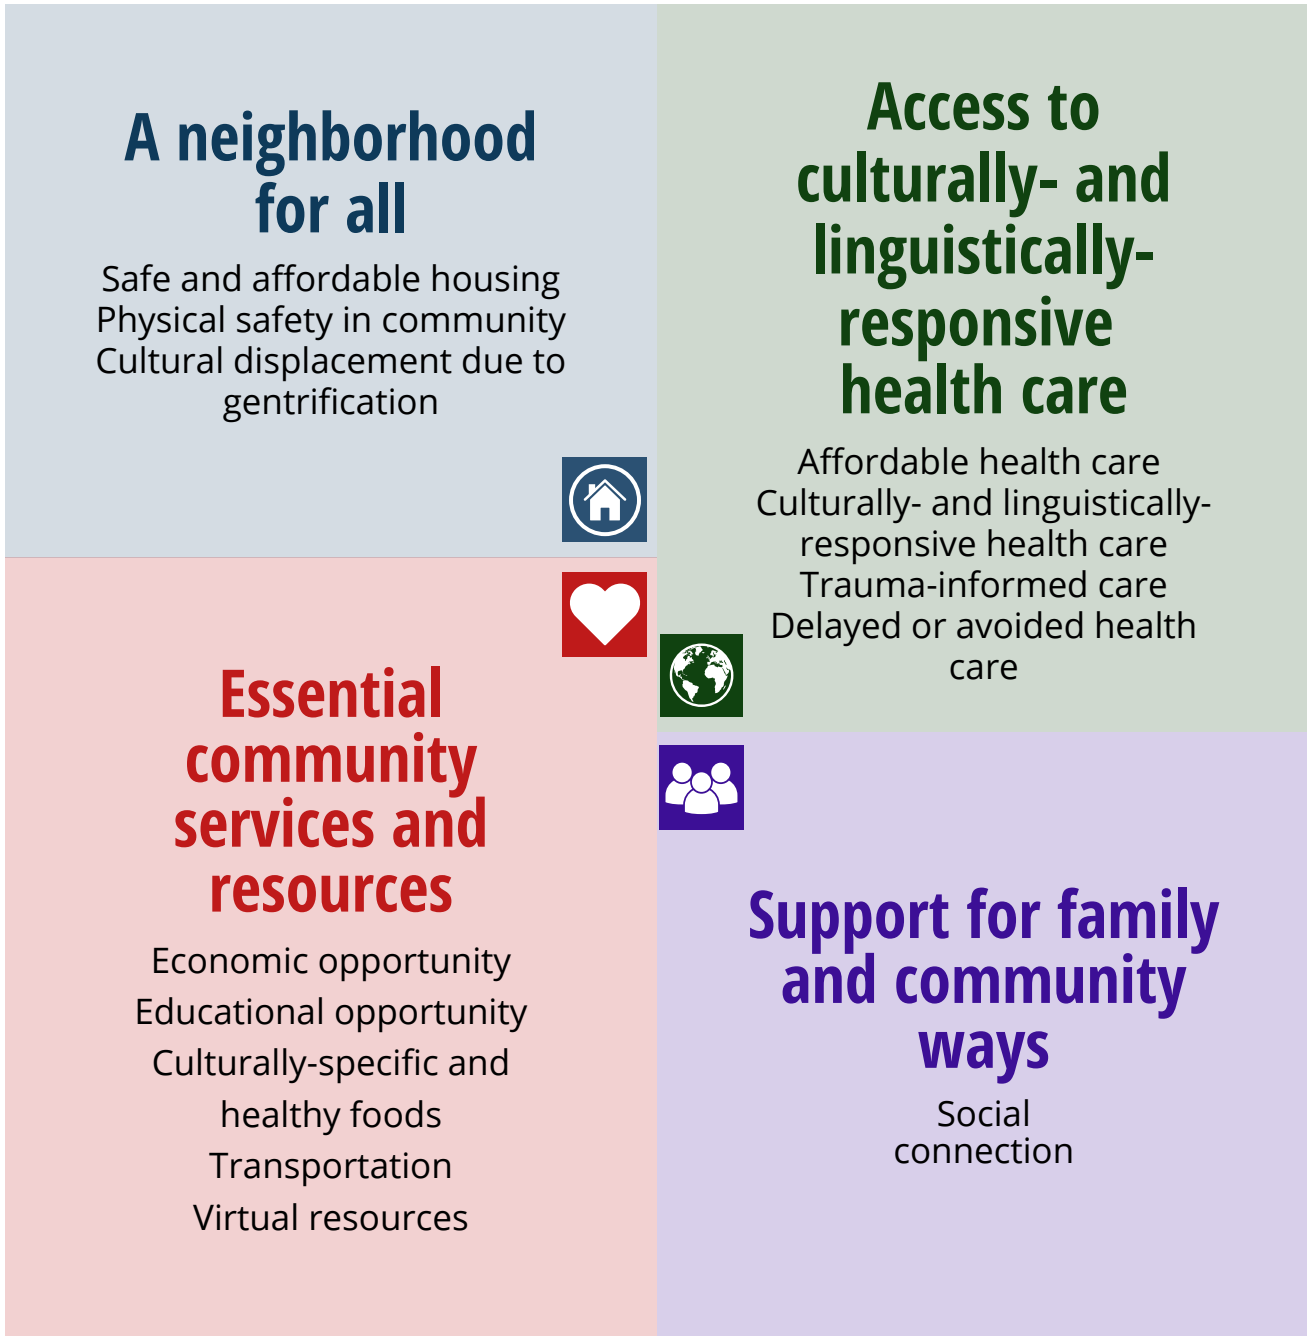 A neighborhood
for all
Safe and affordable housing
Physical safety in community
Cultural displacement due to
gentrification
Access to
culturally- and
linguistically-
responsive
health care
Affordable health care
Culturally- and linguistically-
responsive health care
Trauma-informed care
Delayed or avoided health
care
Essential
community
services and
resources
Economic opportunity
Educational opportunity
Culturally-specific and
healthy foods
Transportation
Virtual resources
Support for family
and community
ways
Social
connection